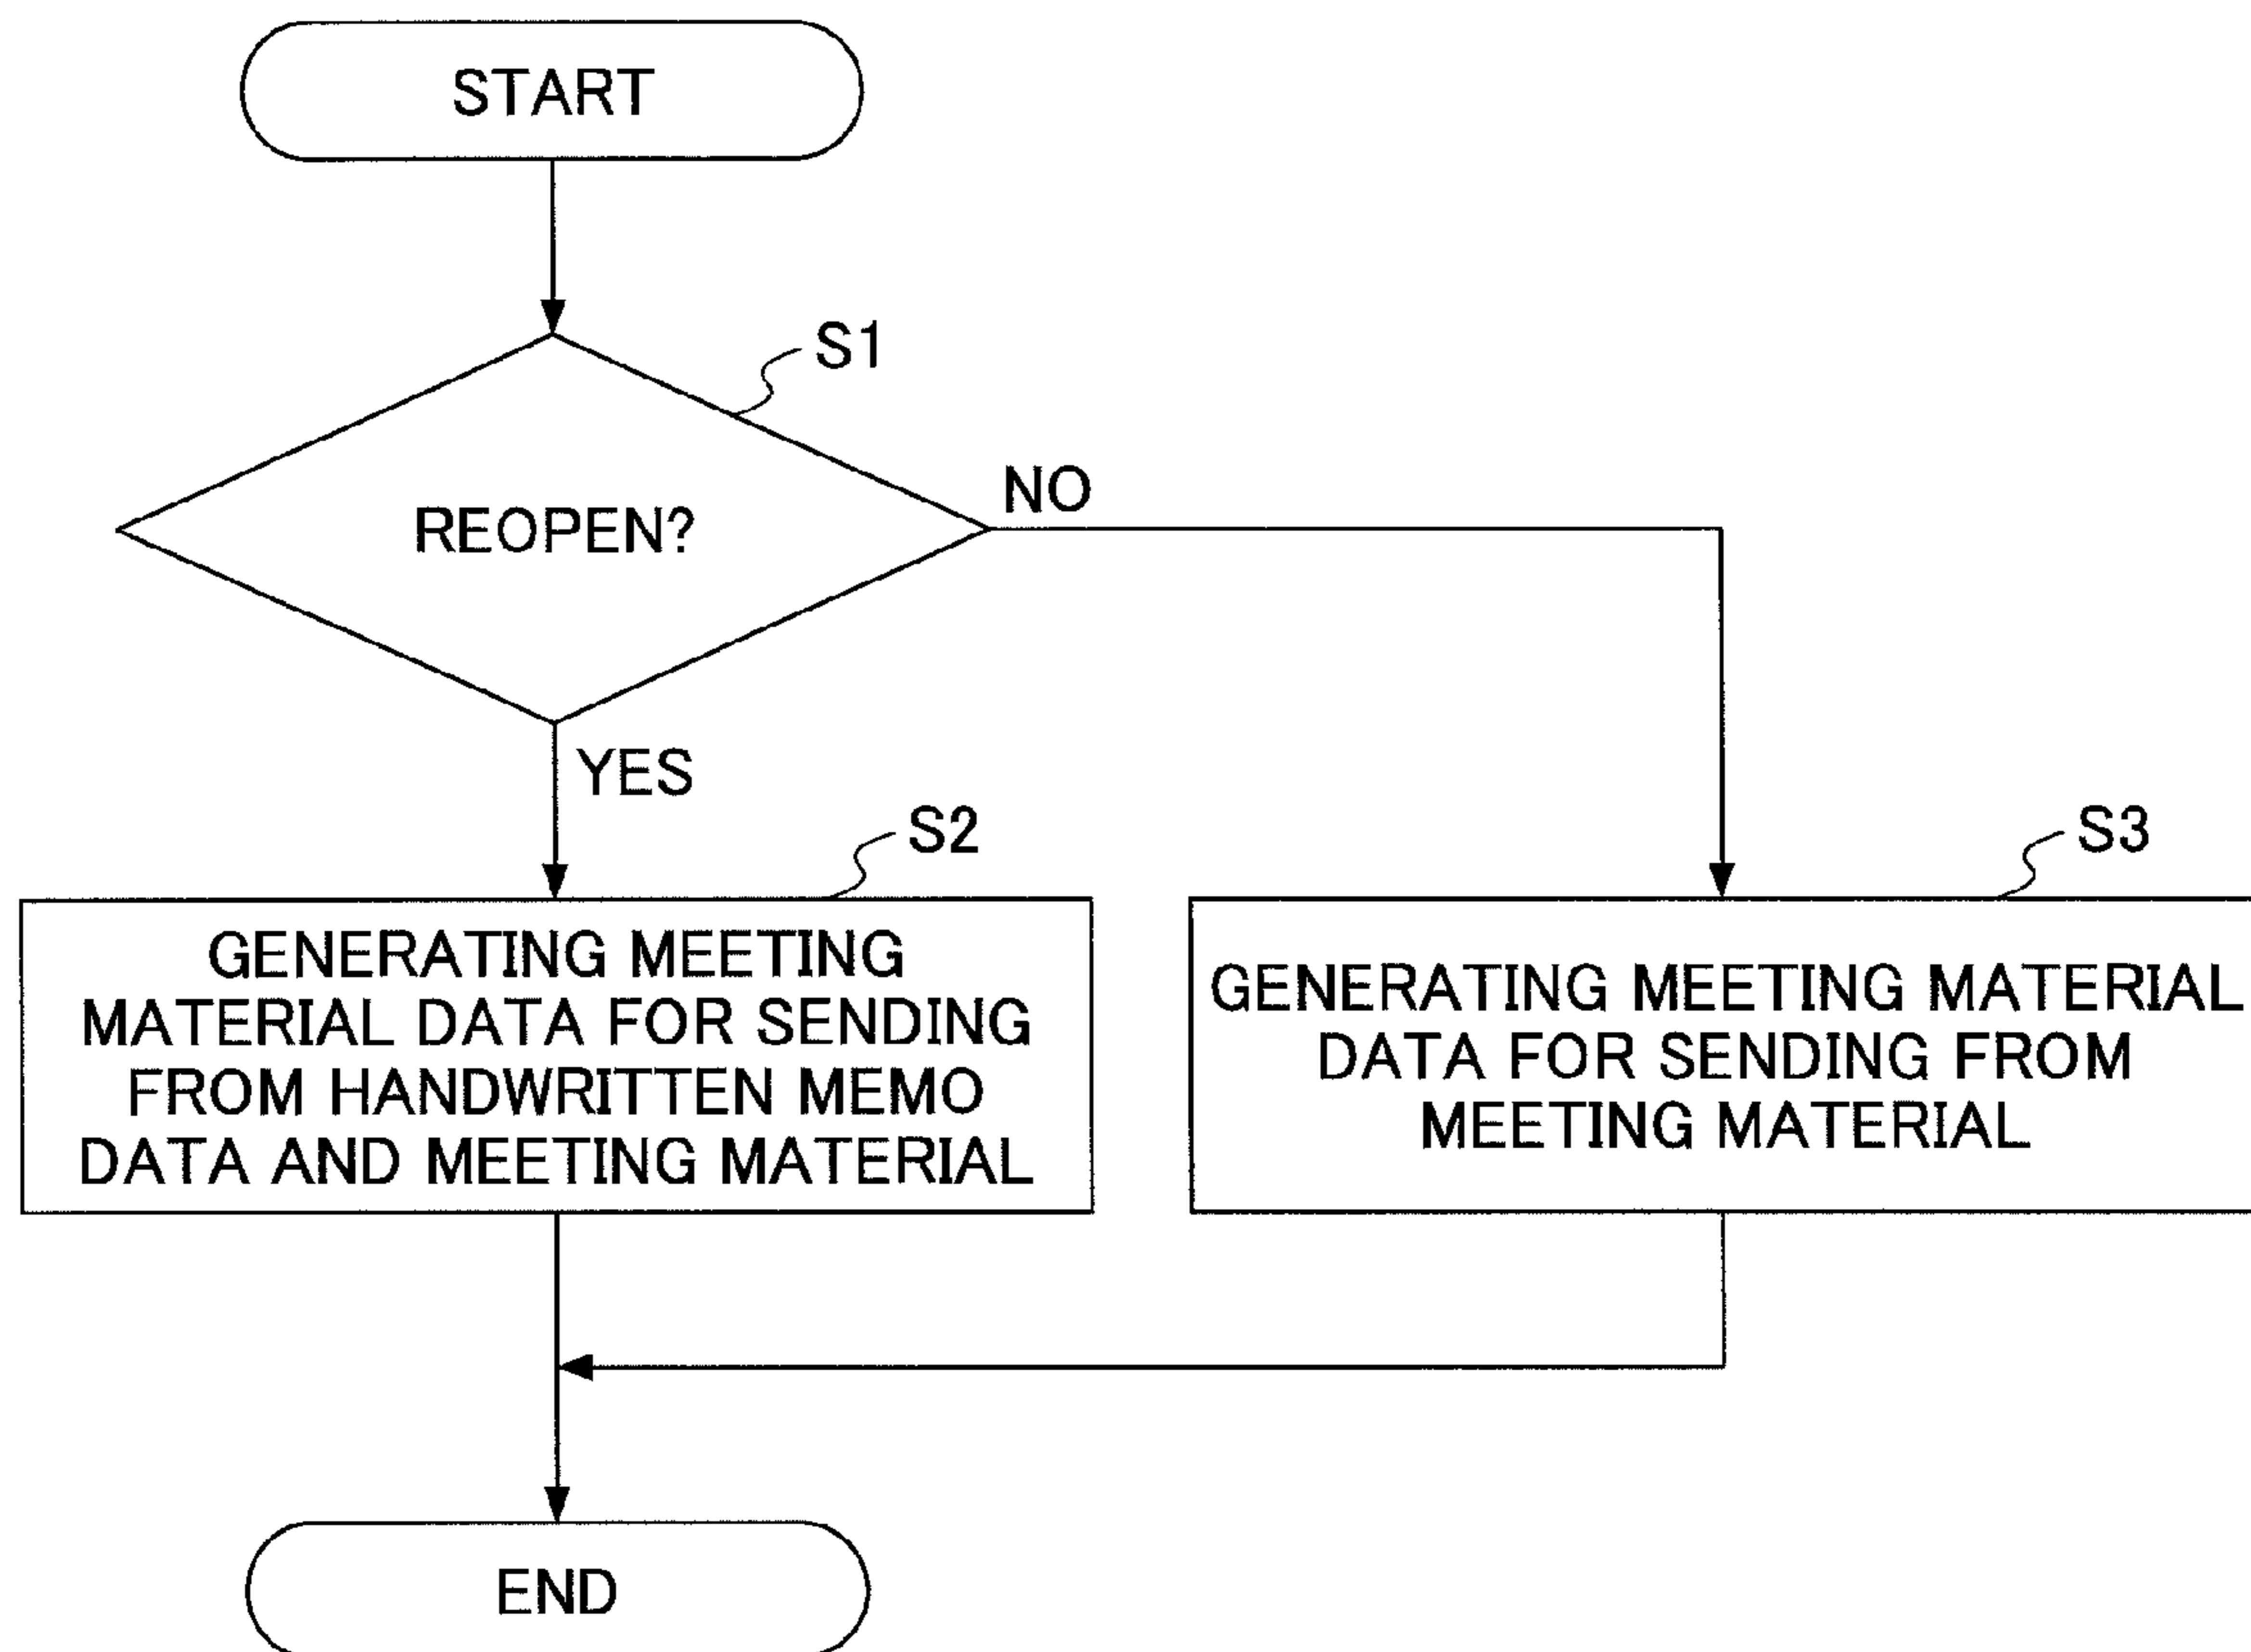 START
S1
REOPEN?
NO
YES
S2
GENERATING MEETING
MATERIAL DATA FOR SENDING
FROM HANDWRITTEN MEMO
DATA AND MEETING MATERIAL
S3
GENERATING MEETING MATERIAL
DATA FOR SENDING FROM
MEETING MATERIAL
END